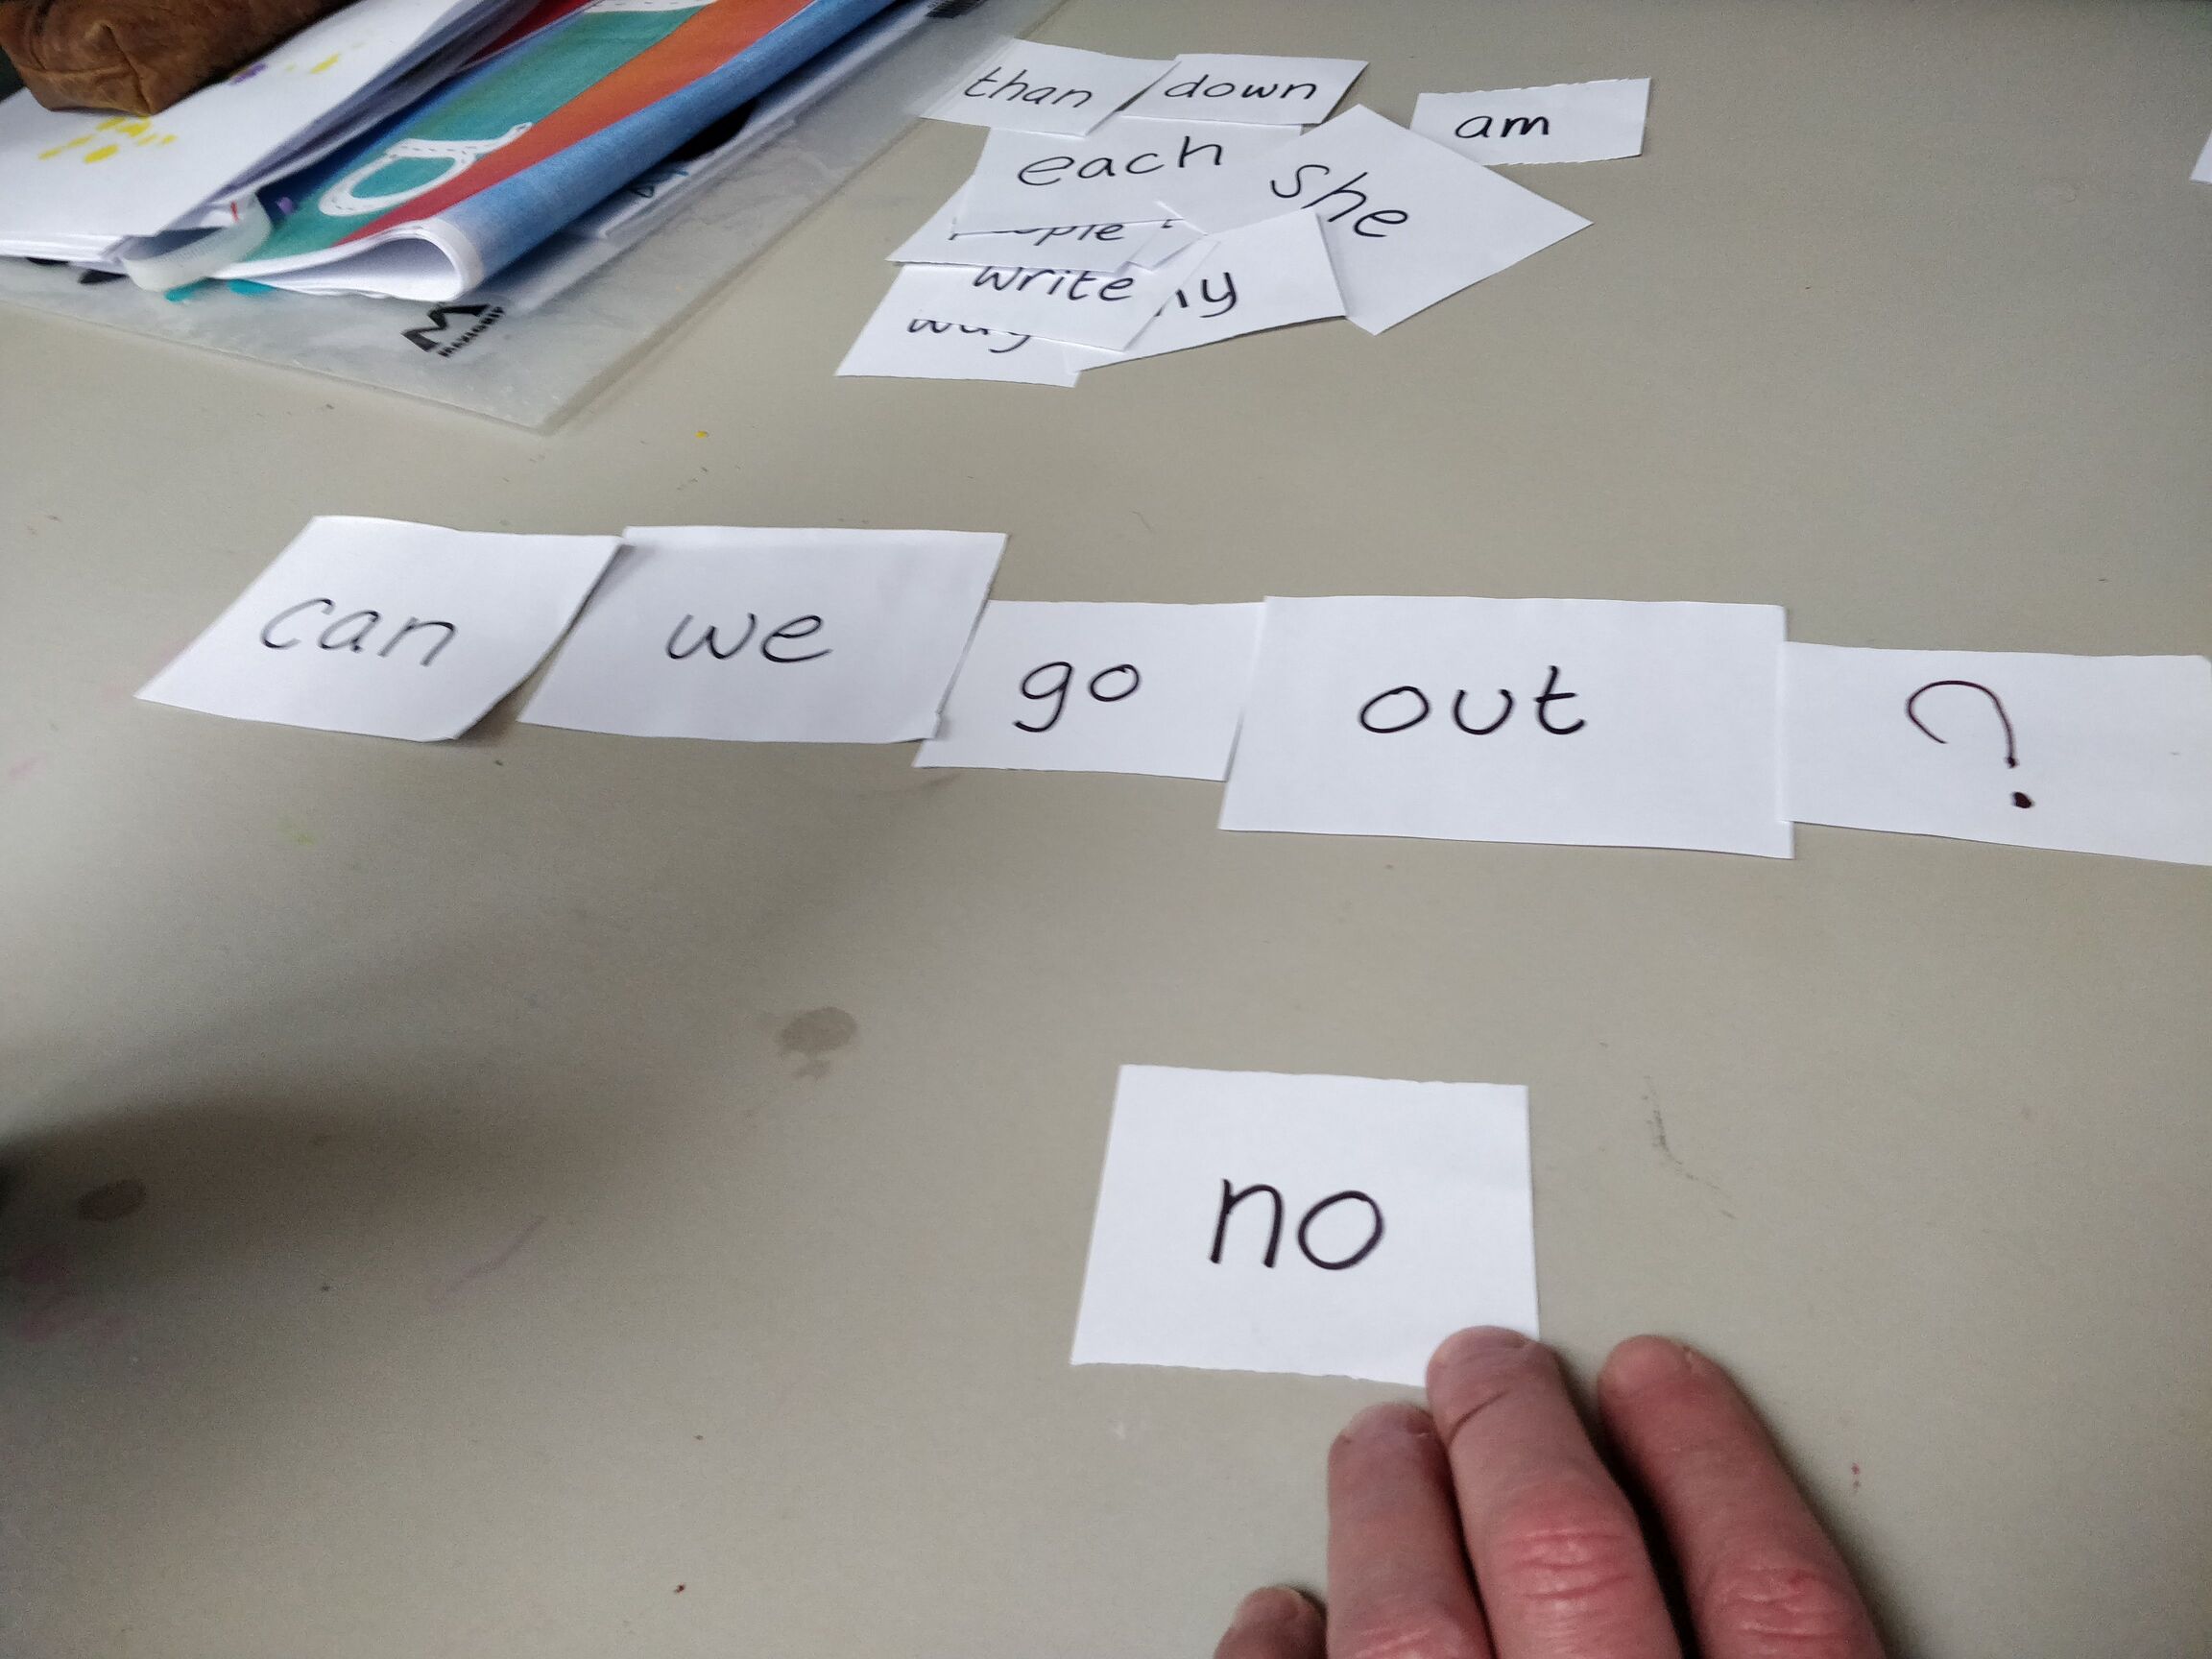 than down am
each she
write
can we go out ?
no